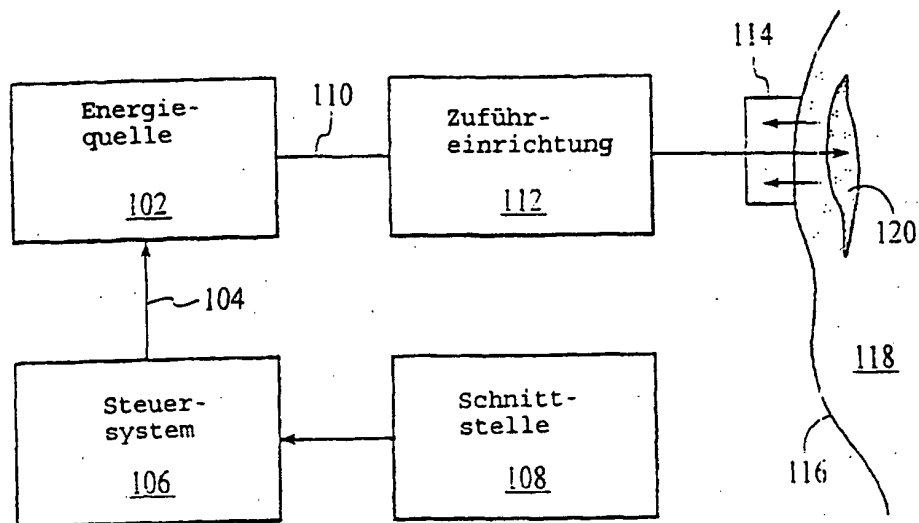 114
110
Energie-
quelle
102
Zuführ-
einrichtung
112
120
104
118
Steuer-
system
106
Schnitt-
stelle
108
116